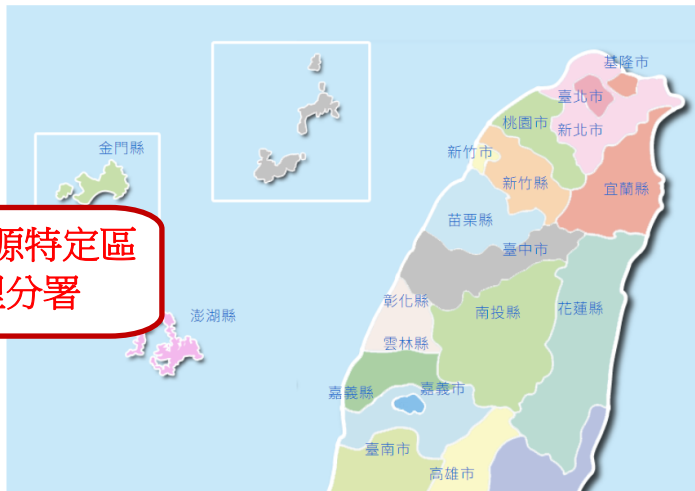 基隆市
臺北市
桃園市
新北市
金門縣
新竹市
新竹縣
宜蘭縣
苗栗縣
源特定區
臺中市
分署
彰化縣
南投縣
花蓮縣
澎湖縣
雲林縣
嘉義縣
嘉義市
臺南市
高雄市